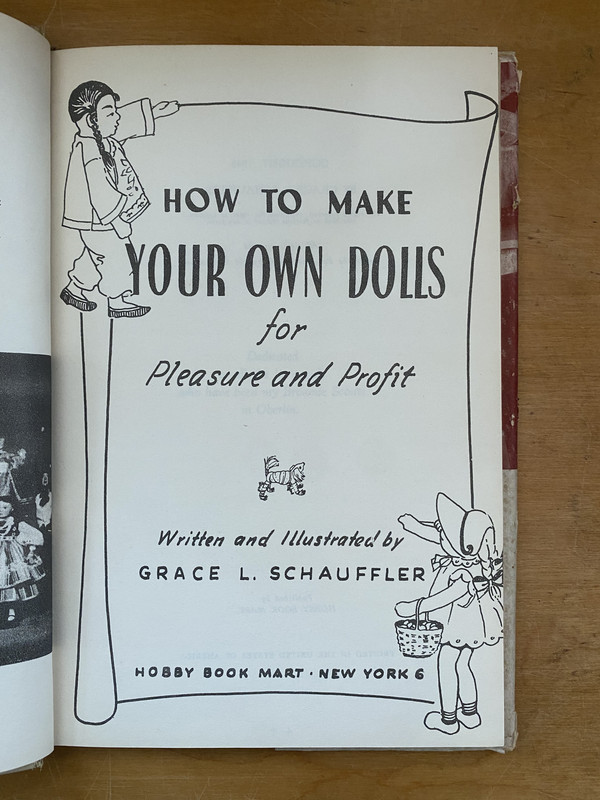 HOW TO MAKE
YOUR OWN DOLLS
for
Pleasure and Profit
Written and Illustrated by
GRACE L. SCHAUFFLER
HOBBY BOOK MART · NEW YORK 6